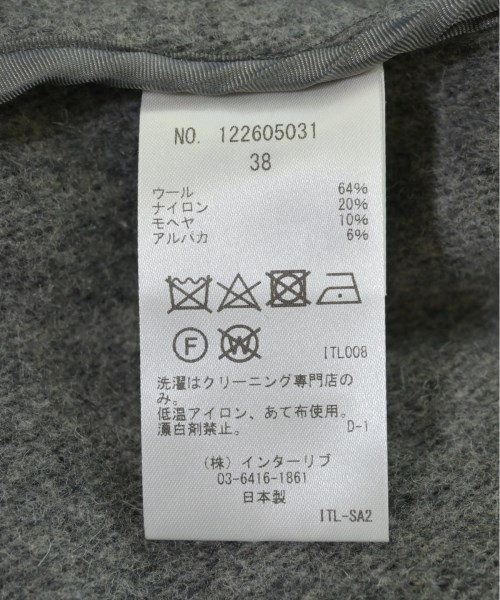 NO. 122605031
38
ウール 64%
ナイロン 20%
モヘヤ 10%
アルパカ 6%
F W
ITL008
洗濯はクリーニング専門店の
み。
低温アイロン、あて布使用。
漂白剤禁止。 D-1
(株) インターリブ
03-6416-1861
日本製
ITL-SA2